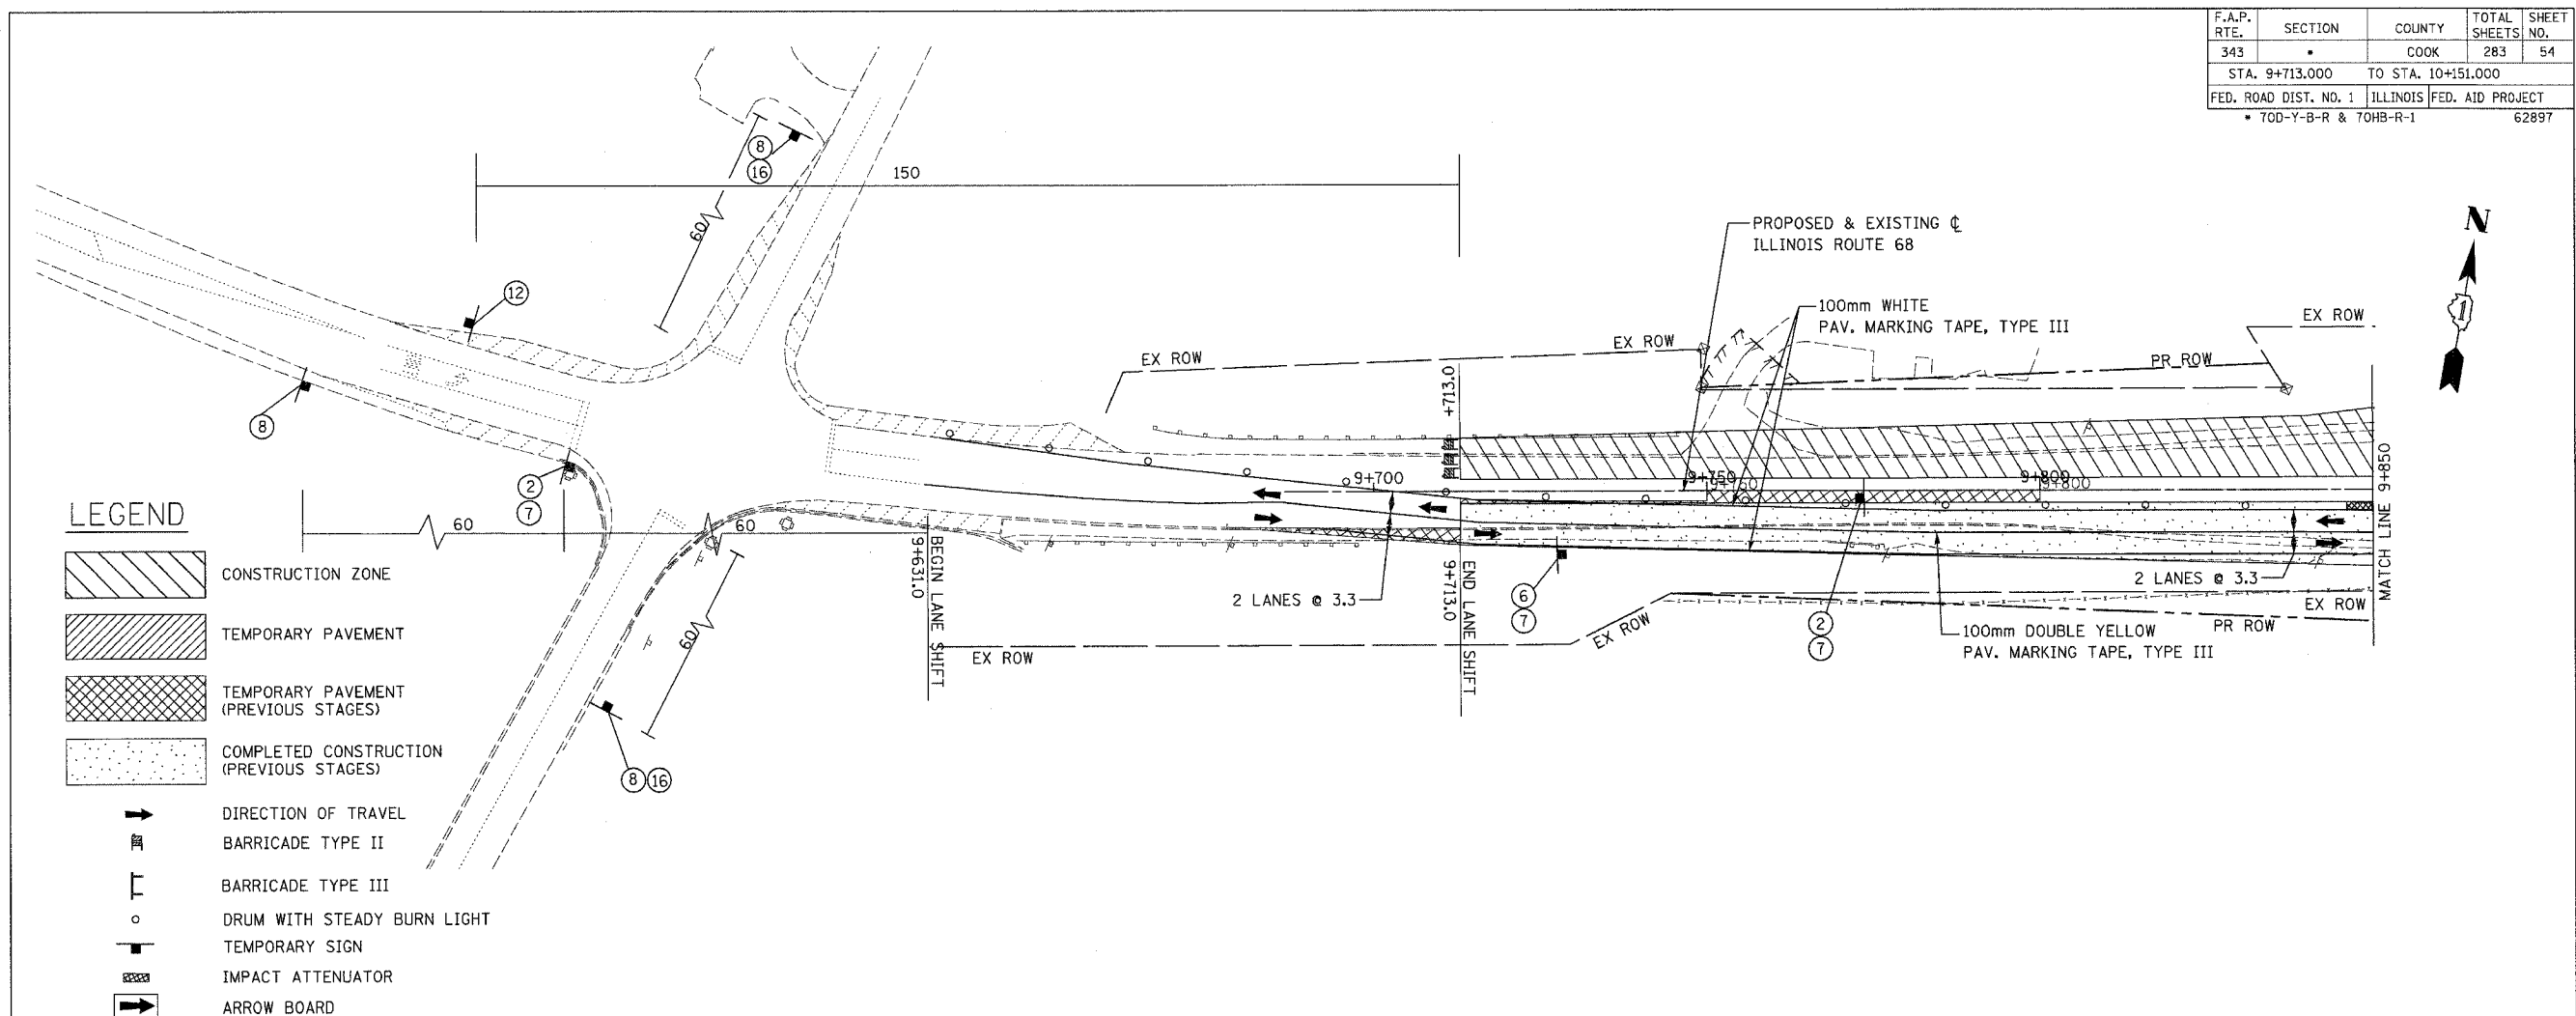 F.A.P. RTE. SECTION COUNTY TOTAL SHEETS SHEET NO.
343 * COOK 283 54
STA. 9+713.000 TO STA. 10+151.000
FED. ROAD DIST. NO. 1 ILLINOIS FED. AID PROJECT
* 70D-Y-B-R & 70HB-R-1 62897
8
16
150
60
N
1
PROPOSED & EXISTING ℄
ILLINOIS ROUTE 68
12
100mm WHITE
PAV. MARKING TAPE, TYPE III
EX ROW
EX ROW
EX ROW
PR ROW
+713.0
8
2
7
9+700
9+750
9+750
9+800
9+800
MATCH LINE 9+850
60
60
BEGIN LANE SHIFT
9+631.0
END LANE SHIFT
9+713.0
2 LANES @ 3.3
2 LANES @ 3.3
6
7
2
7
EX ROW
EX ROW
EX ROW
PR ROW
100mm DOUBLE YELLOW
PAV. MARKING TAPE, TYPE III
60
8 16
LEGEND
CONSTRUCTION ZONE
TEMPORARY PAVEMENT
TEMPORARY PAVEMENT
(PREVIOUS STAGES)
COMPLETED CONSTRUCTION
(PREVIOUS STAGES)
DIRECTION OF TRAVEL
BARRICADE TYPE II
BARRICADE TYPE III
DRUM WITH STEADY BURN LIGHT
TEMPORARY SIGN
IMPACT ATTENUATOR
ARROW BOARD